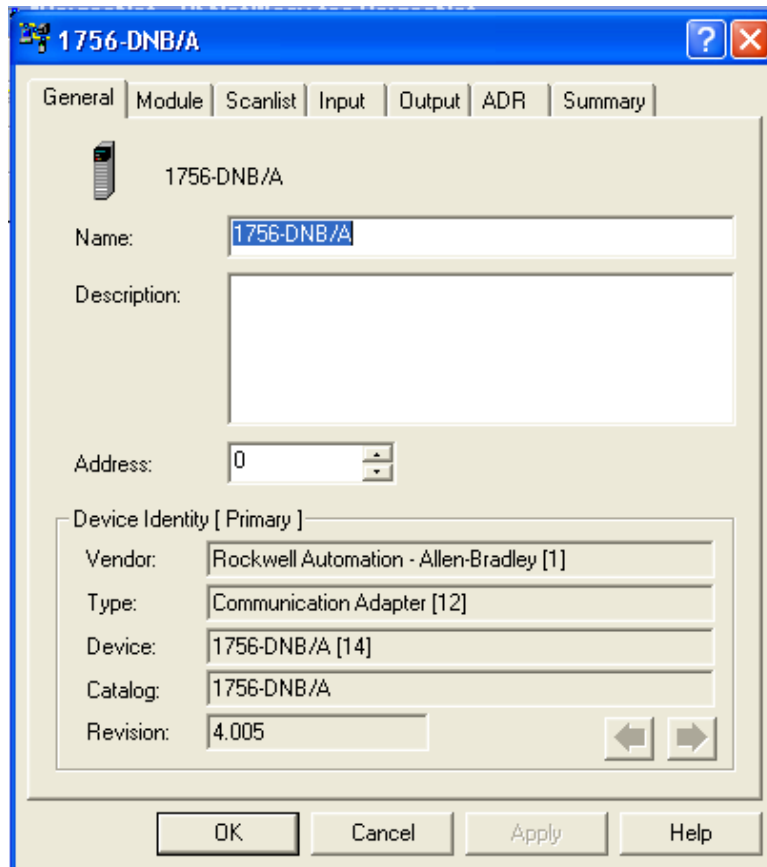 1756-DNB/A
General Module Scanlist Input Output ADR Summary
1756-DNB/A
Name: 1756-DNB/A
Description:
Address: 0
Device Identity [ Primary ]
Vendor: Rockwell Automation - Allen-Bradley [1]
Type: Communication Adapter [12]
Device: 1756-DNB/A [14]
Catalog: 1756-DNB/A
Revision: 4.005
OK Cancel Apply Help